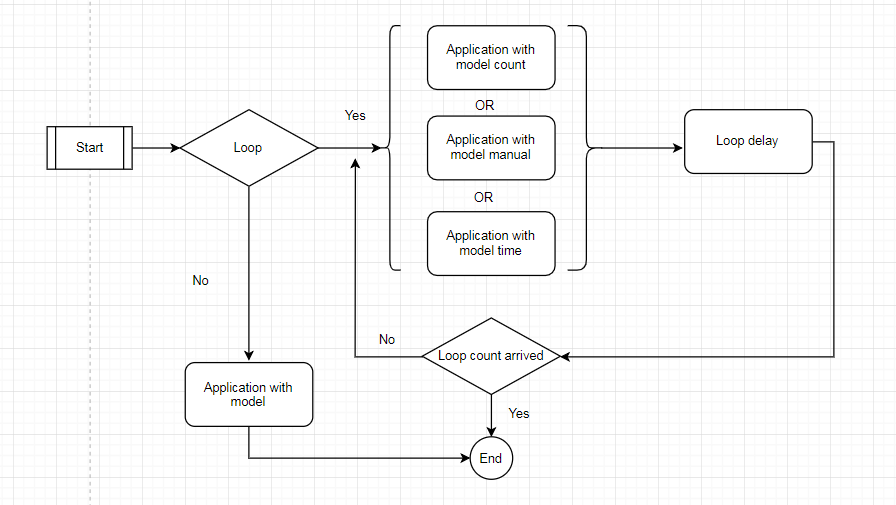 Application with
model count
Yes
OR
Start
Loop
Application with
model manual
Loop delay
OR
Application with
model time
No
No
Loop count arrived
Application with
model
Yes
End